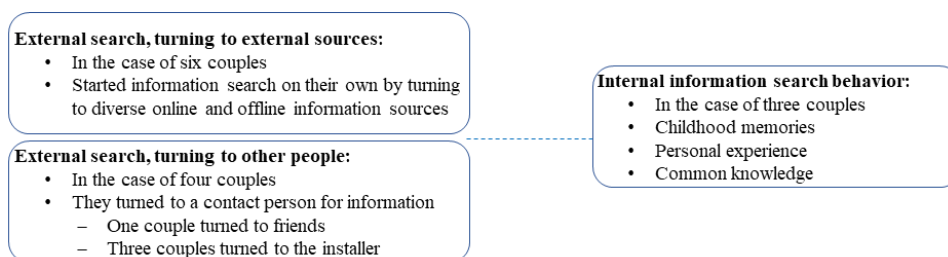 External search, turning to external sources:
• In the case of six couples
• Started information search on their own by turning
to diverse online and offline information sources
External search, turning to other people:
• In the case of four couples
• They turned to a contact person for information
– One couple turned to friends
– Three couples turned to the installer
Internal information search behavior:
• In the case of three couples
• Childhood memories
• Personal experience
• Common knowledge